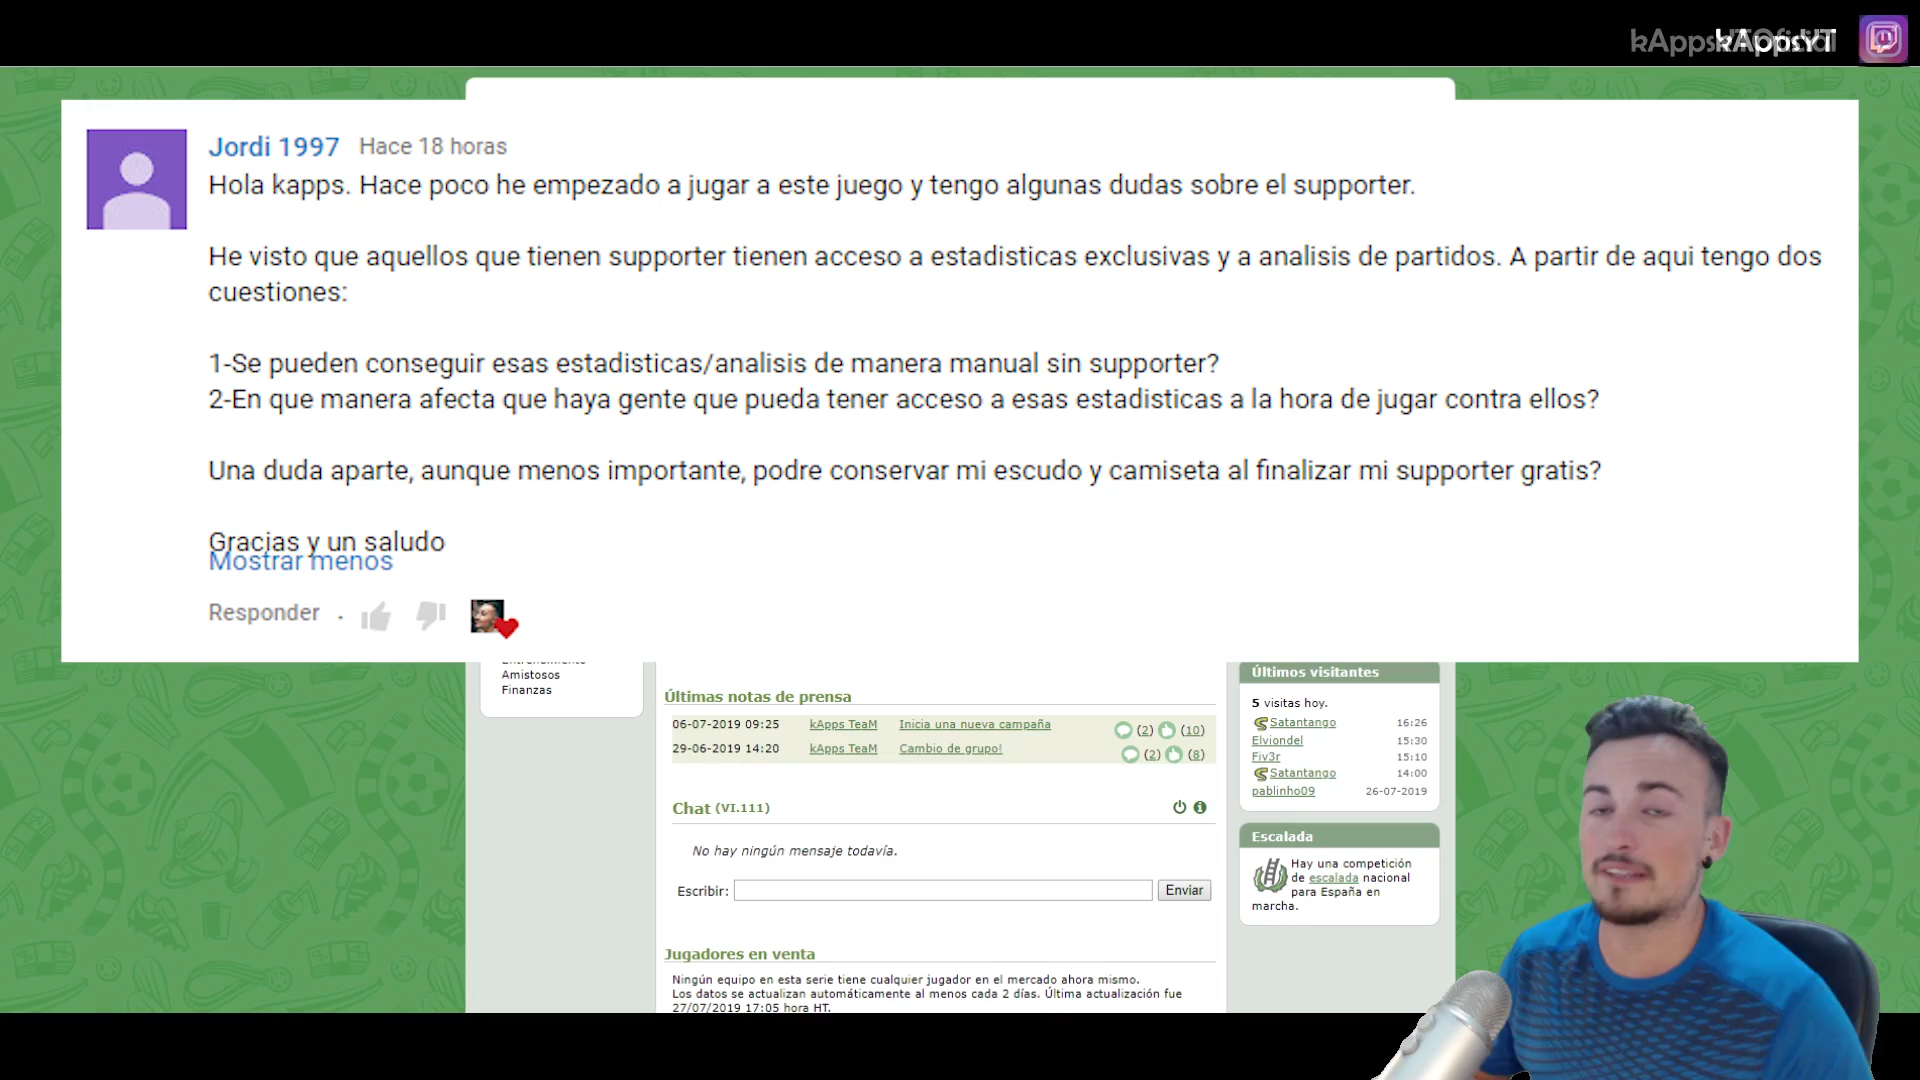 Jordi 1997 Hace 18 horas
Hola kapps. Hace poco he empezado a jugar a este juego y tengo algunas dudas sobre el supporter.
He visto que aquellos que tienen supporter tienen acceso a estadisticas exclusivas y a analisis de partidos. A partir de aqui tengo dos
cuestiones:
1-Se pueden conseguir esas estadisticas/analisis de manera manual sin supporter?
2-En que manera afecta que haya gente que pueda tener acceso a esas estadisticas a la hora de jugar contra ellos?
Una duda aparte, aunque menos importante, podre conservar mi escudo y camiseta al finalizar mi supporter gratis?
Gracias y un saludo
Mostrar menos
Responder .
Amistosos
Finanzas
Últimas notas de prensa
06-07-2019 09:25 kApps TeaM Inicia una nueva campaña (2) (10)
29-06-2019 14:20 kApps TeaM Cambio de grupo! (2) (8)
Chat (VI.111)
No hay ningún mensaje todavía.
Escribir: Enviar
Jugadores en venta
Ningún equipo en esta serie tiene cualquier jugador en el mercado ahora mismo.
Los datos se actualizan automáticamente al menos cada 2 días. Última actualización fue
27/07/2019 17:05 hora HT.
Últimos visitantes
5 visitas hoy.
Satantango 16:26
Elviondel 15:30
Fiv3r 15:10
Satantango 14:00
pablinho09 26-07-2019
Escalada
Hay una competición
de escalada nacional
para España en
marcha.